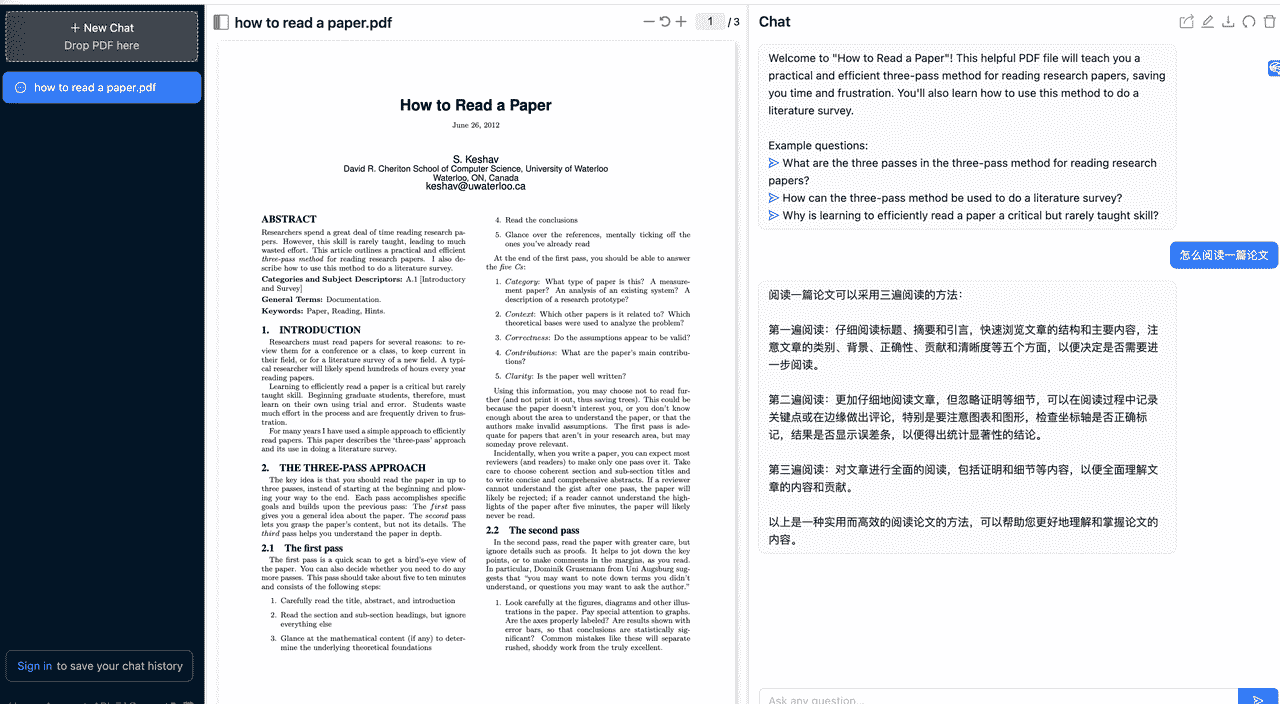 + New Chat
Drop PDF here
how to read a paper.pdf
Sign in to save your chat history
how to read a paper.pdf
1 / 3
How to Read a Paper
June 26, 2012
S. Keshav
David R. Cheriton School of Computer Science, University of Waterloo
Waterloo, ON, Canada
keshav@uwaterloo.ca
ABSTRACT
Researchers spend a great deal of time reading research pa-
pers. However, this skill is rarely taught, leading to much
wasted effort. This article outlines a practical and efficient
three-pass method for reading research papers. I also de-
scribe how to use this method to do a literature survey.
Categories and Subject Descriptors: A.1 [Introductory
and Survey]
General Terms: Documentation.
Keywords: Paper, Reading, Hints.
1. INTRODUCTION
Researchers must read papers for several reasons: to re-
view them for a conference or a class, to keep current in
their field, or for a literature survey of a new field. A typi-
cal researcher will likely spend hundreds of hours every year
reading papers.
Learning to efficiently read a paper is a critical but rarely
taught skill. Beginning graduate students, therefore, must
learn on their own using trial and error. Students waste
much effort in the process and are frequently driven to frus-
tration.
For many years I have used a simple approach to efficiently
read papers. This paper describes the 'three-pass' approach
and its use in doing a literature survey.
2. THE THREE-PASS APPROACH
The key idea is that you should read the paper in up to
three passes, instead of starting at the beginning and plow-
ing your way to the end. Each pass accomplishes specific
goals and builds upon the previous pass: The first pass
gives you a general idea about the paper. The second pass
lets you grasp the paper's content, but not its details. The
third pass helps you understand the paper in depth.
2.1 The first pass
The first pass is a quick scan to get a bird's-eye view of
the paper. You can also decide whether you need to do any
more passes. This pass should take about five to ten minutes
and consists of the following steps:
1. Carefully read the title, abstract, and introduction
2. Read the section and sub-section headings, but ignore
everything else
3. Glance at the mathematical content (if any) to deter-
mine the underlying theoretical foundations
4. Read the conclusions
5. Glance over the references, mentally ticking off the
ones you've already read
At the end of the first pass, you should be able to answer
the five Cs:
1. Category: What type of paper is this? A measure-
ment paper? An analysis of an existing system? A
description of a research prototype?
2. Context: Which other papers is it related to? Which
theoretical bases were used to analyze the problem?
3. Correctness: Do the assumptions appear to be valid?
4. Contributions: What are the paper's main contribu-
tions?
5. Clarity: Is the paper well written?
Using this information, you may choose not to read fur-
ther (and not print it out, thus saving trees). This could be
because the paper doesn't interest you, or you don't know
enough about the area to understand the paper, or that the
authors make invalid assumptions. The first pass is ade-
quate for papers that aren't in your research area, but may
someday prove relevant.
Incidentally, when you write a paper, you can expect most
reviewers (and readers) to make only one pass over it. Take
care to choose coherent section and sub-section titles and
to write concise and comprehensive abstracts. If a reviewer
cannot understand the gist after one pass, the paper will
likely be rejected; if a reader cannot understand the high-
lights of the paper after five minutes, the paper will likely
never be read.
2.2 The second pass
In the second pass, read the paper with greater care, but
ignore details such as proofs. It helps to jot down the key
points, or to make comments in the margins, as you read.
In particular, Dominik Grusemann from Uni Augsburg sug-
gests that "you may want to note down terms you didn't
understand, or questions you may want to ask the author."
1. Look carefully at the figures, diagrams and other illus-
trations in the paper. Pay special attention to graphs.
Are the axes properly labeled? Are results shown with
error bars, so that conclusions are statistically sig-
nificant? Common mistakes like these will separate
rushed, shoddy work from the truly excellent.
Chat
Welcome to "How to Read a Paper"! This helpful PDF file will teach you a
practical and efficient three-pass method for reading research papers, saving
you time and frustration. You'll also learn how to use this method to do a
literature survey.
Example questions:
What are the three passes in the three-pass method for reading research
papers?
How can the three-pass method be used to do a literature survey?
Why is learning to efficiently read a paper a critical but rarely taught skill?
怎么阅读一篇论文
阅读一篇论文可以采用三遍阅读的方法：
第一遍阅读：仔细阅读标题、摘要和引言，快速浏览文章的结构和主要内容，注
意文章的类别、背景、正确性、贡献和清晰度等五个方面，以便决定是否需要进
一步阅读。
第二遍阅读：更加仔细地阅读文章，但忽略证明等细节，可以在阅读过程中记录
关键点或在边缘做出评论，特别是要注意图表和图形，检查坐标轴是否正确标
记，结果是否显示误差条，以便得出统计显著性的结论。
第三遍阅读：对文章进行全面的阅读，包括证明和细节等内容，以便全面理解文
章的内容和贡献。
以上是一种实用而高效的阅读论文的方法，可以帮助您更好地理解和掌握论文的
内容。
Ask any question...